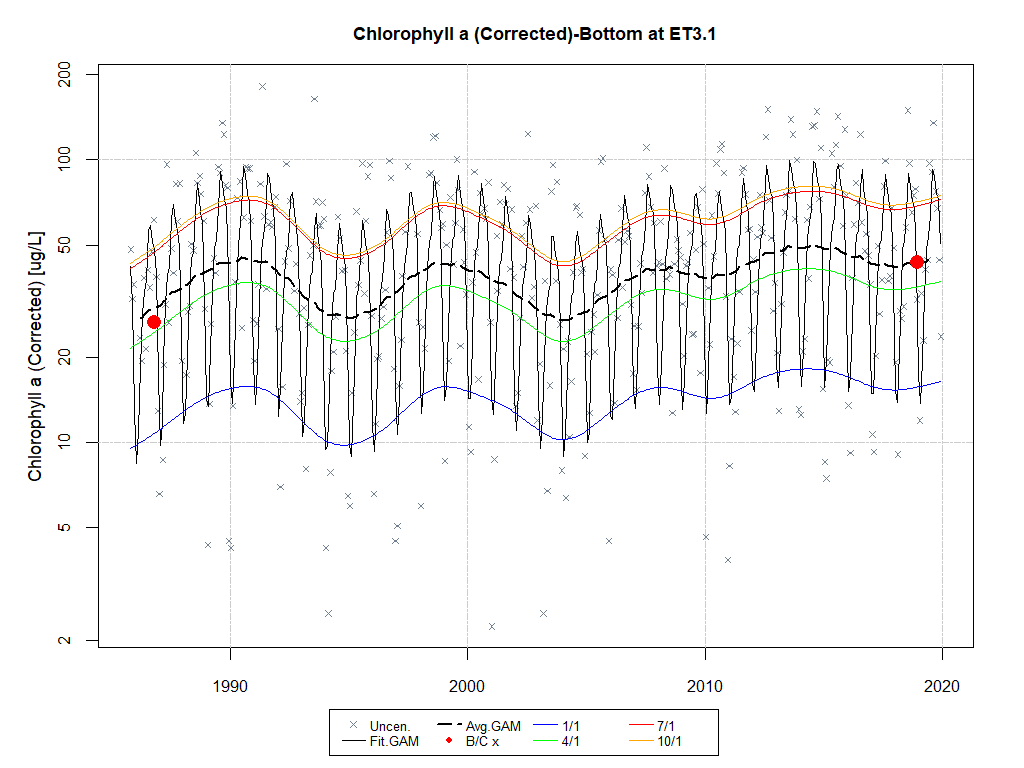 Chlorophyll a (Corrected)-Bottom at ET3.1
Chlorophyll a (Corrected) [ug/L]
200
100
50
20
10
5
2
1990
2000
2010
2020
Uncen. Avg.GAM 1/1 7/1
Fit.GAM B/C x 4/1 10/1